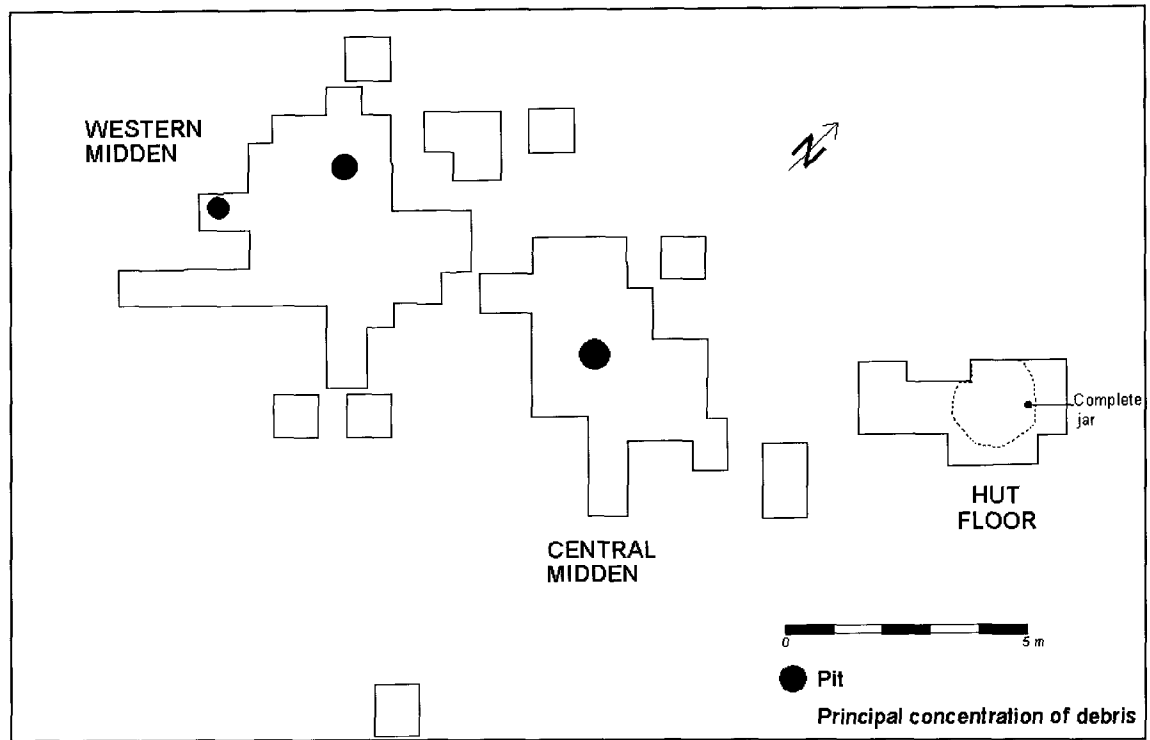 WESTERN
MIDDEN
N
Complete
jar
HUT
FLOOR
CENTRAL
MIDDEN
0
5 m
Pit
Principal concentration of debris